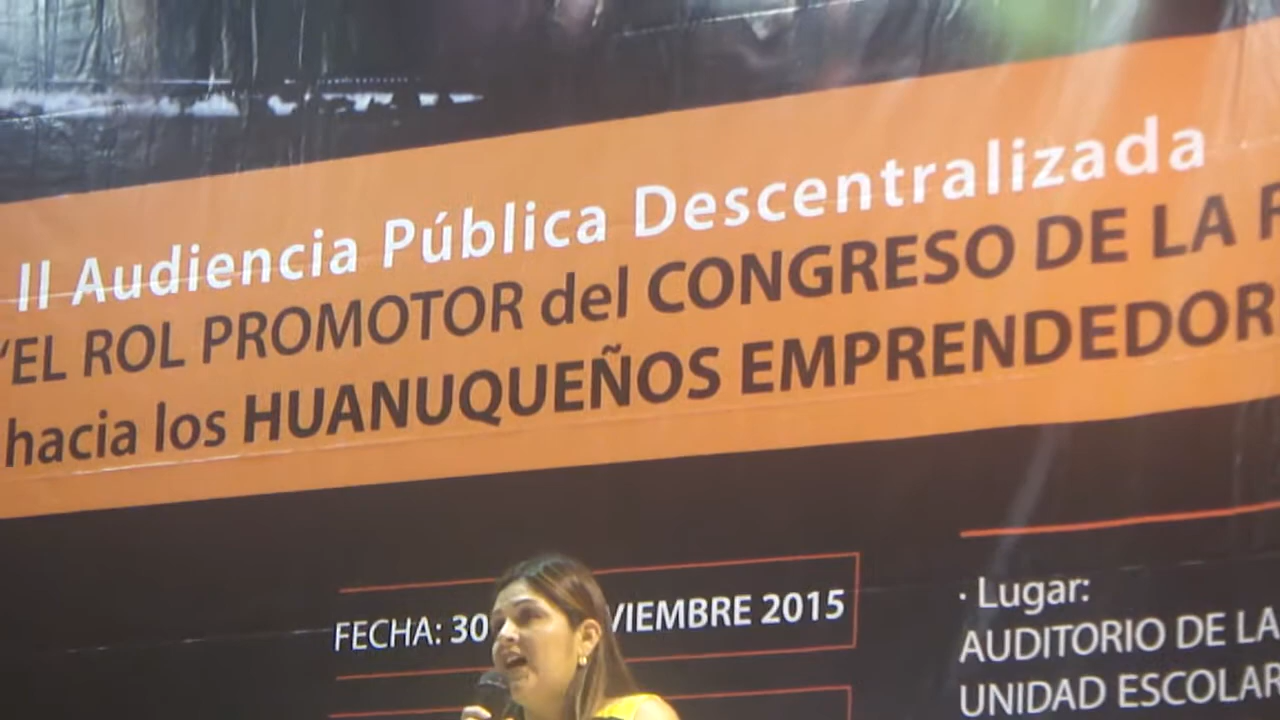 II Audiencia Pública Descentralizada
"EL ROL PROMOTOR del CONGRESO DE LA
hacia los HUANUQUEÑOS EMPRENDEDOR
FECHA: 30 VIEMBRE 2015
· Lugar:
AUDITORIO DE LA
UNIDAD ESCOLAR